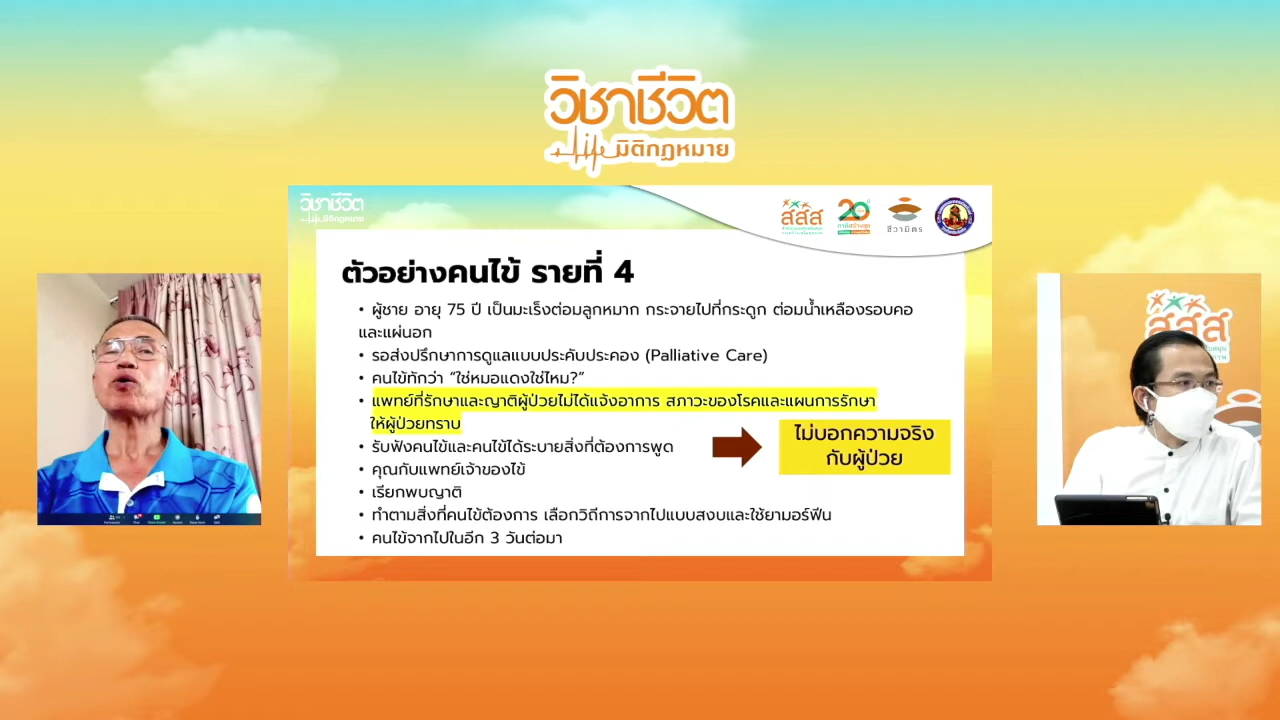 วิชาชีวิต
Life มิติกฎหมาย
วิชาชีวิต
มิติกฎหมาย
สสส
20
ชีวามิตร
ตัวอย่างคนไข้ รายที่ 4
• ผู้ชาย อายุ 75 ปี เป็นมะเร็งต่อมลูกหมาก กระจายไปที่กระดูก ต่อมน้ำเหลืองรอบคอ
และแผ่นอก
• รอส่งปรึกษาการดูแลแบบประคับประคอง (Palliative Care)
• คนไข้ทักว่า "ใช่หมอแดงใช่ไหม?"
• แพทย์ที่รักษาและญาติผู้ป่วยไม่ได้แจ้งอาการ สภาวะของโรคและแผนการรักษา
ให้ผู้ป่วยทราบ
• รับฟังคนไข้และคนไข้ได้ระบายสิ่งที่ต้องการพูด
• คุณกับแพทย์เจ้าของไข้
• เรียกพบญาติ
• ทำตามสิ่งที่คนไข้ต้องการ เลือกวิถีการจากไปแบบสงบและใช้ยามอร์ฟีน
• คนไข้จากไปในอีก 3 วันต่อมา
ไม่บอกความจริง
กับผู้ป่วย
สสส